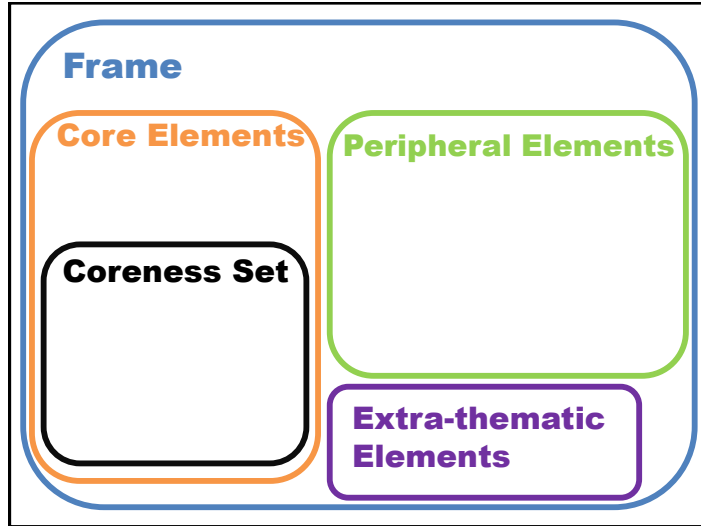 Frame
Core Elements
Peripheral Elements
Coreness Set
Extra-thematic
Elements